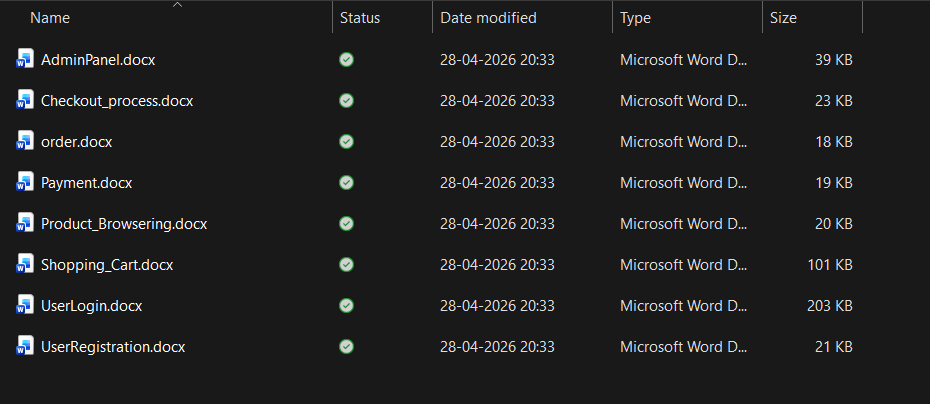 Name Status Date modified Type Size
AdminPanel.docx 28-04-2026 20:33 Microsoft Word D... 39 KB
Checkout_process.docx 28-04-2026 20:33 Microsoft Word D... 23 KB
order.docx 28-04-2026 20:33 Microsoft Word D... 18 KB
Payment.docx 28-04-2026 20:33 Microsoft Word D... 19 KB
Product_Browsering.docx 28-04-2026 20:33 Microsoft Word D... 20 KB
Shopping_Cart.docx 28-04-2026 20:33 Microsoft Word D... 101 KB
UserLogin.docx 28-04-2026 20:33 Microsoft Word D... 203 KB
UserRegistration.docx 28-04-2026 20:33 Microsoft Word D... 21 KB